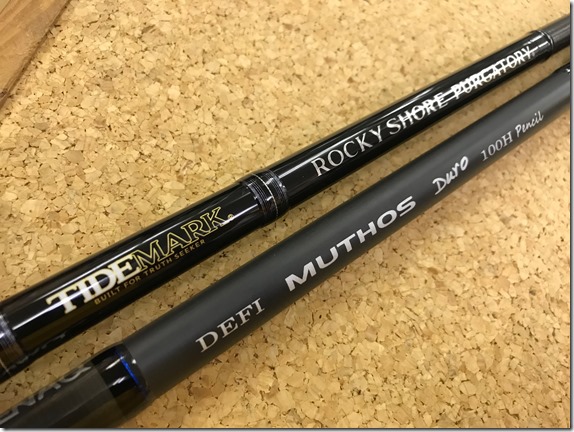 TIDEMARK
BUILT FOR TRUTH SEEKER
ROCKY SHORE PURGATORY.
DEFI MUTHOS Duro 100H Pencil